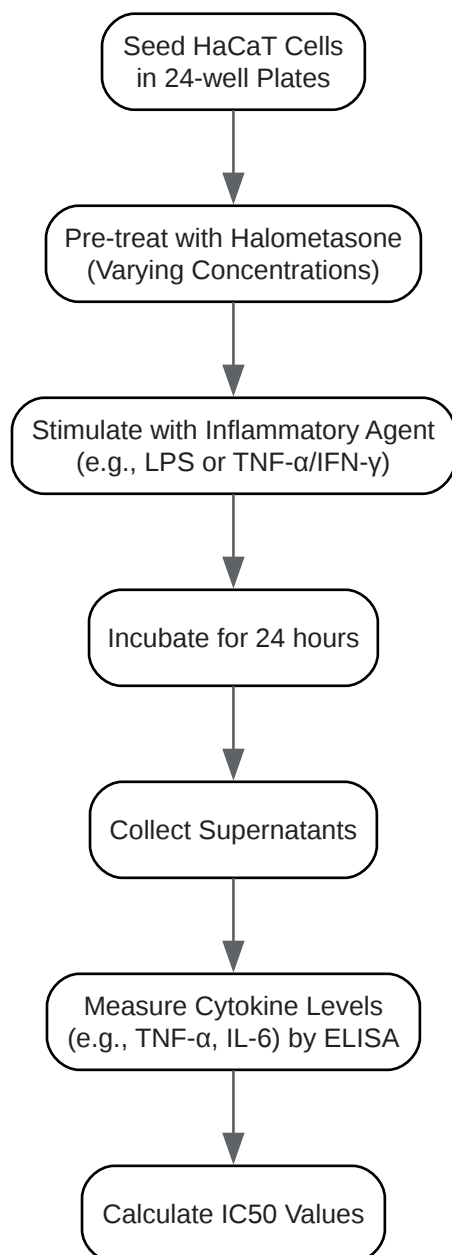 Seed HaCaT Cells
in 24-well Plates
Pre-treat with Halometasone
(Varying Concentrations)
Stimulate with Inflammatory Agent
(e.g., LPS or TNF-α/IFN-γ)
Incubate for 24 hours
Collect Supernatants
Measure Cytokine Levels
(e.g., TNF-α, IL-6) by ELISA
Calculate IC50 Values